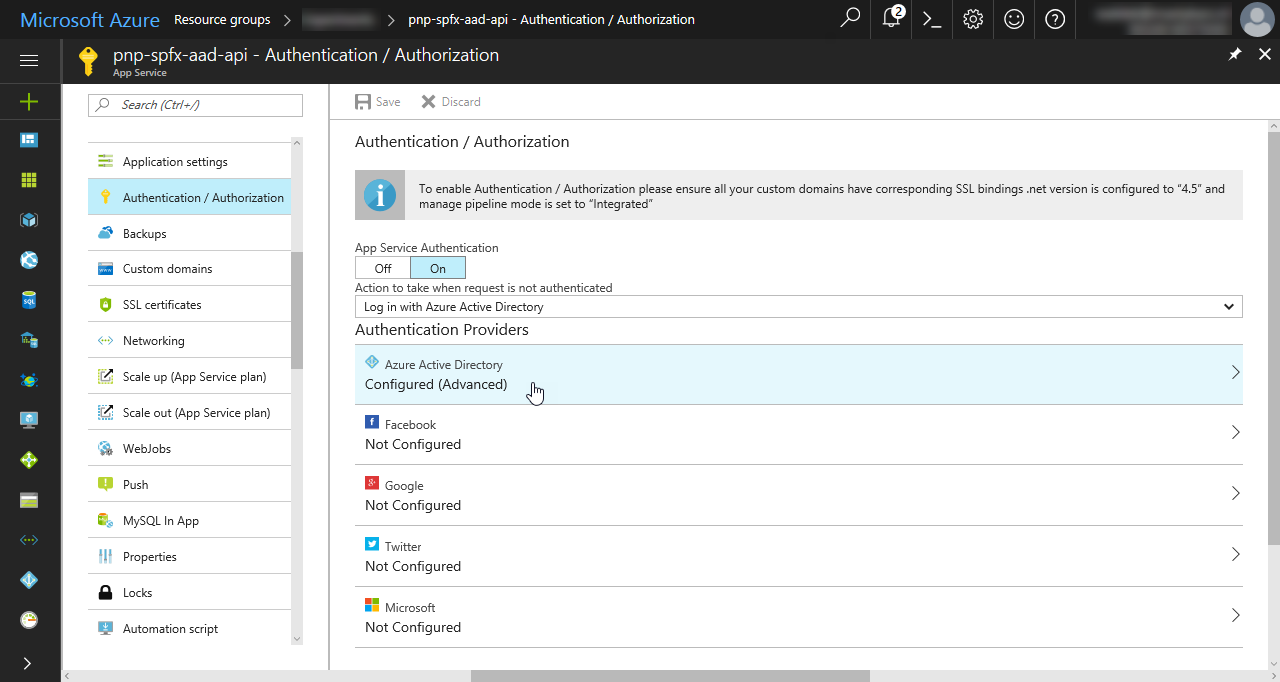 Microsoft Azure Resource groups pnp-spfx-aad-api - Authentication / Authorization 2
pnp-spfx-aad-api - Authentication / Authorization
App Service
Search (Ctrl+/)
Application settings
Authentication / Authorization
Backups
Custom domains
SSL certificates
Networking
Scale up (App Service plan)
Scale out (App Service plan)
WebJobs
Push
MySQL In App
Properties
Locks
Automation script
Save Discard
Authentication / Authorization
To enable Authentication / Authorization please ensure all your custom domains have corresponding SSL bindings .net version is configured to “4.5” and
manage pipeline mode is set to “Integrated”
App Service Authentication
Off On
Action to take when request is not authenticated
Log in with Azure Active Directory
Authentication Providers
Azure Active Directory
Configured (Advanced)
Facebook
Not Configured
Google
Not Configured
Twitter
Not Configured
Microsoft
Not Configured